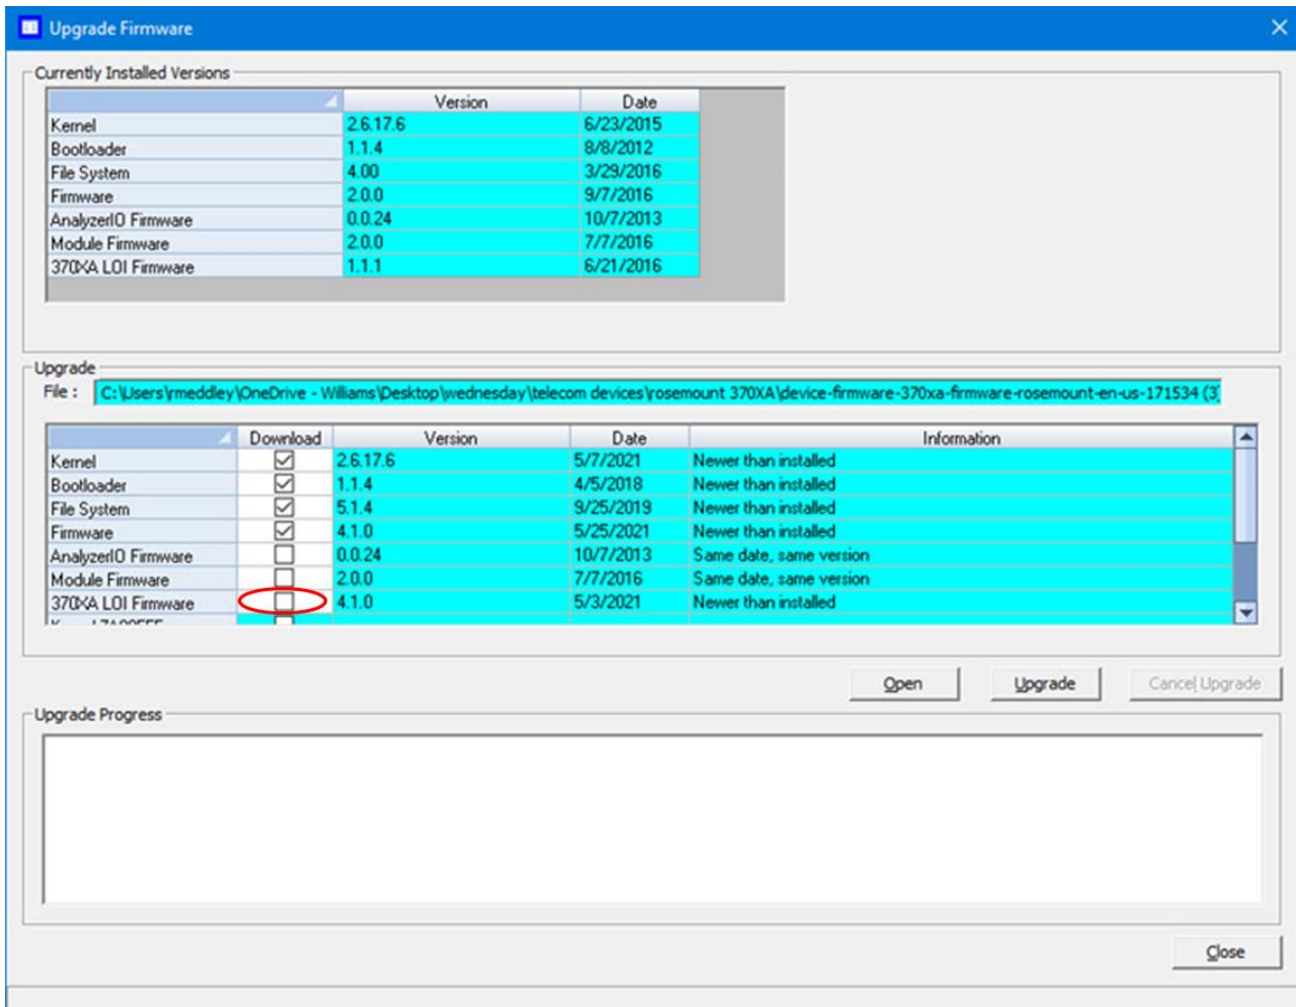 Upgrade Firmware
Currently Installed Versions
Version Date
Kernel 2.6.17.6 6/23/2015
Bootloader 1.1.4 8/8/2012
File System 4.00 3/29/2016
Firmware 2.0.0 9/7/2016
AnalyzerIO Firmware 0.0.24 10/7/2013
Module Firmware 2.0.0 7/7/2016
370XA LOI Firmware 1.1.1 6/21/2016
Upgrade
File : C:\Users\rmeddley\OneDrive - Williams\Desktop\wednesday\telecom devices\rosemount 370XA\device-firmware-370xa-firmware-rosemount-en-us-171534 (3)
Download Version Date Information
Kernel 2.6.17.6 5/7/2021 Newer than installed
Bootloader 1.1.4 4/5/2018 Newer than installed
File System 5.1.4 9/25/2019 Newer than installed
Firmware 4.1.0 5/25/2021 Newer than installed
AnalyzerIO Firmware 0.0.24 10/7/2013 Same date, same version
Module Firmware 2.0.0 7/7/2016 Same date, same version
370XA LOI Firmware 4.1.0 5/3/2021 Newer than installed
Open Upgrade Cancel Upgrade
Upgrade Progress
Close